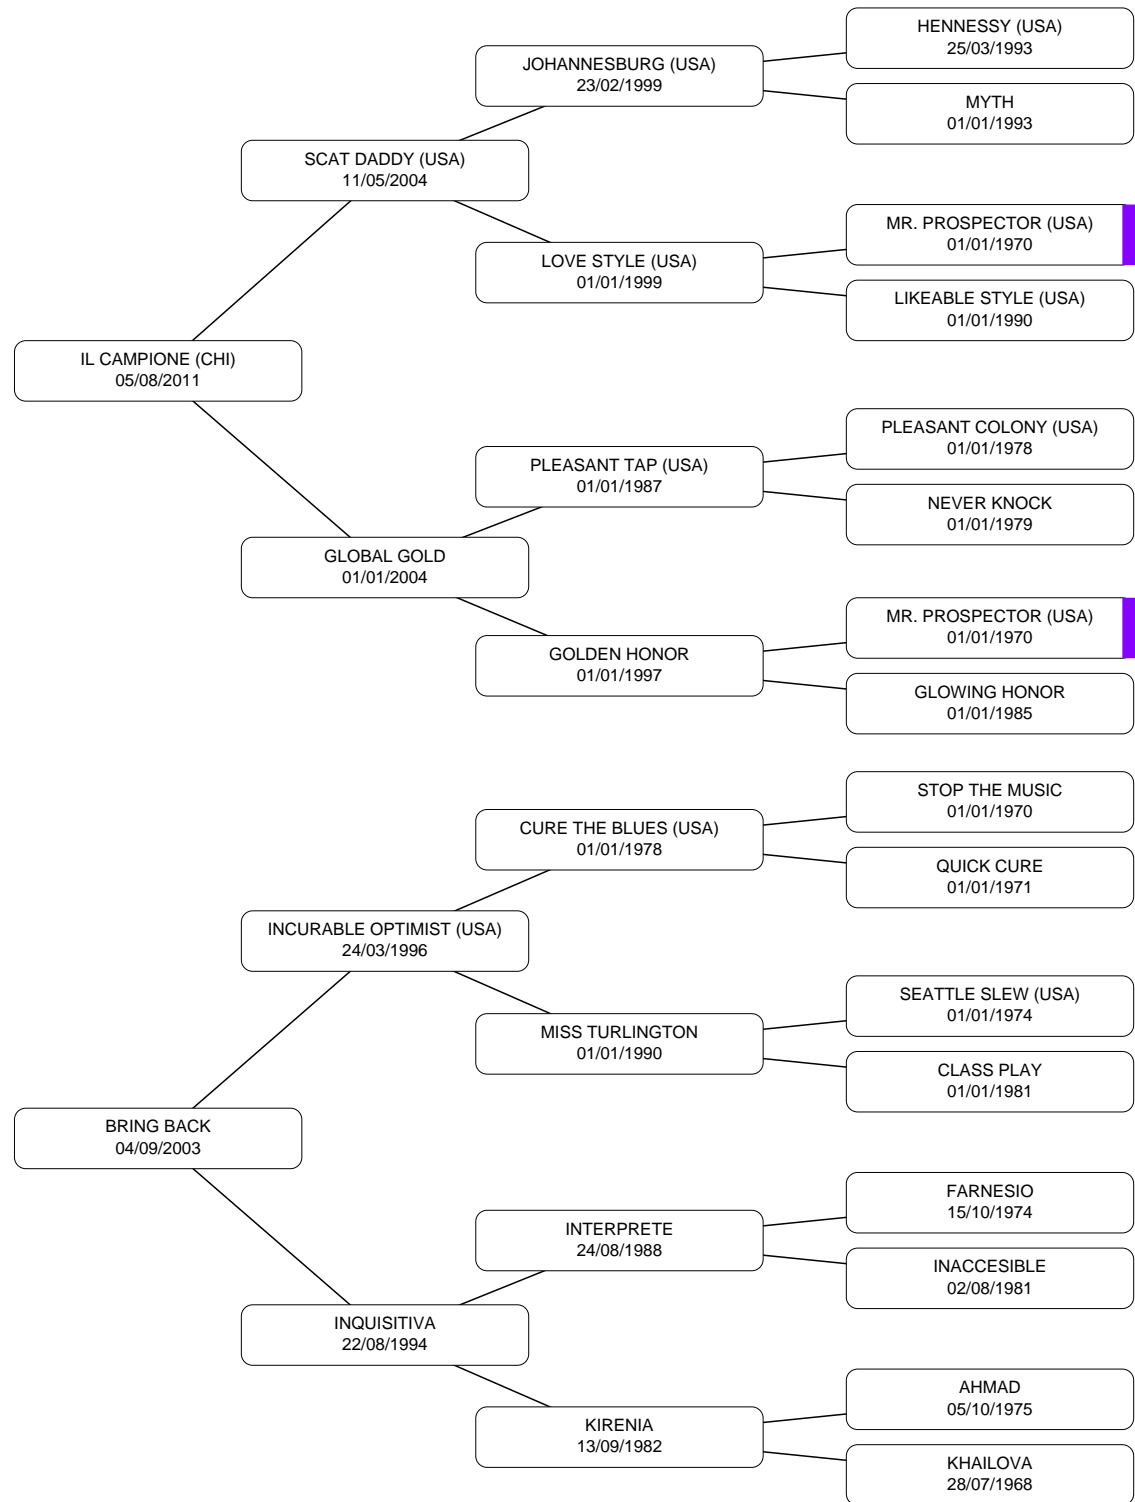 HENNESSY (USA)
25/03/1993
JOHANNESBURG (USA)
23/02/1999
MYTH
01/01/1993
SCAT DADDY (USA)
11/05/2004
MR. PROSPECTOR (USA)
01/01/1970
LOVE STYLE (USA)
01/01/1999
LIKEABLE STYLE (USA)
01/01/1990
IL CAMPIONE (CHI)
05/08/2011
PLEASANT COLONY (USA)
01/01/1978
PLEASANT TAP (USA)
01/01/1987
NEVER KNOCK
01/01/1979
GLOBAL GOLD
01/01/2004
MR. PROSPECTOR (USA)
01/01/1970
GOLDEN HONOR
01/01/1997
GLOWING HONOR
01/01/1985
STOP THE MUSIC
01/01/1970
CURE THE BLUES (USA)
01/01/1978
QUICK CURE
01/01/1971
INCURABLE OPTIMIST (USA)
24/03/1996
SEATTLE SLEW (USA)
01/01/1974
MISS TURLINGTON
01/01/1990
CLASS PLAY
01/01/1981
BRING BACK
04/09/2003
FARNESIO
15/10/1974
INTERPRETE
24/08/1988
INACCESIBLE
02/08/1981
INQUISITIVA
22/08/1994
AHMAD
05/10/1975
KIRENIA
13/09/1982
KHAILOVA
28/07/1968